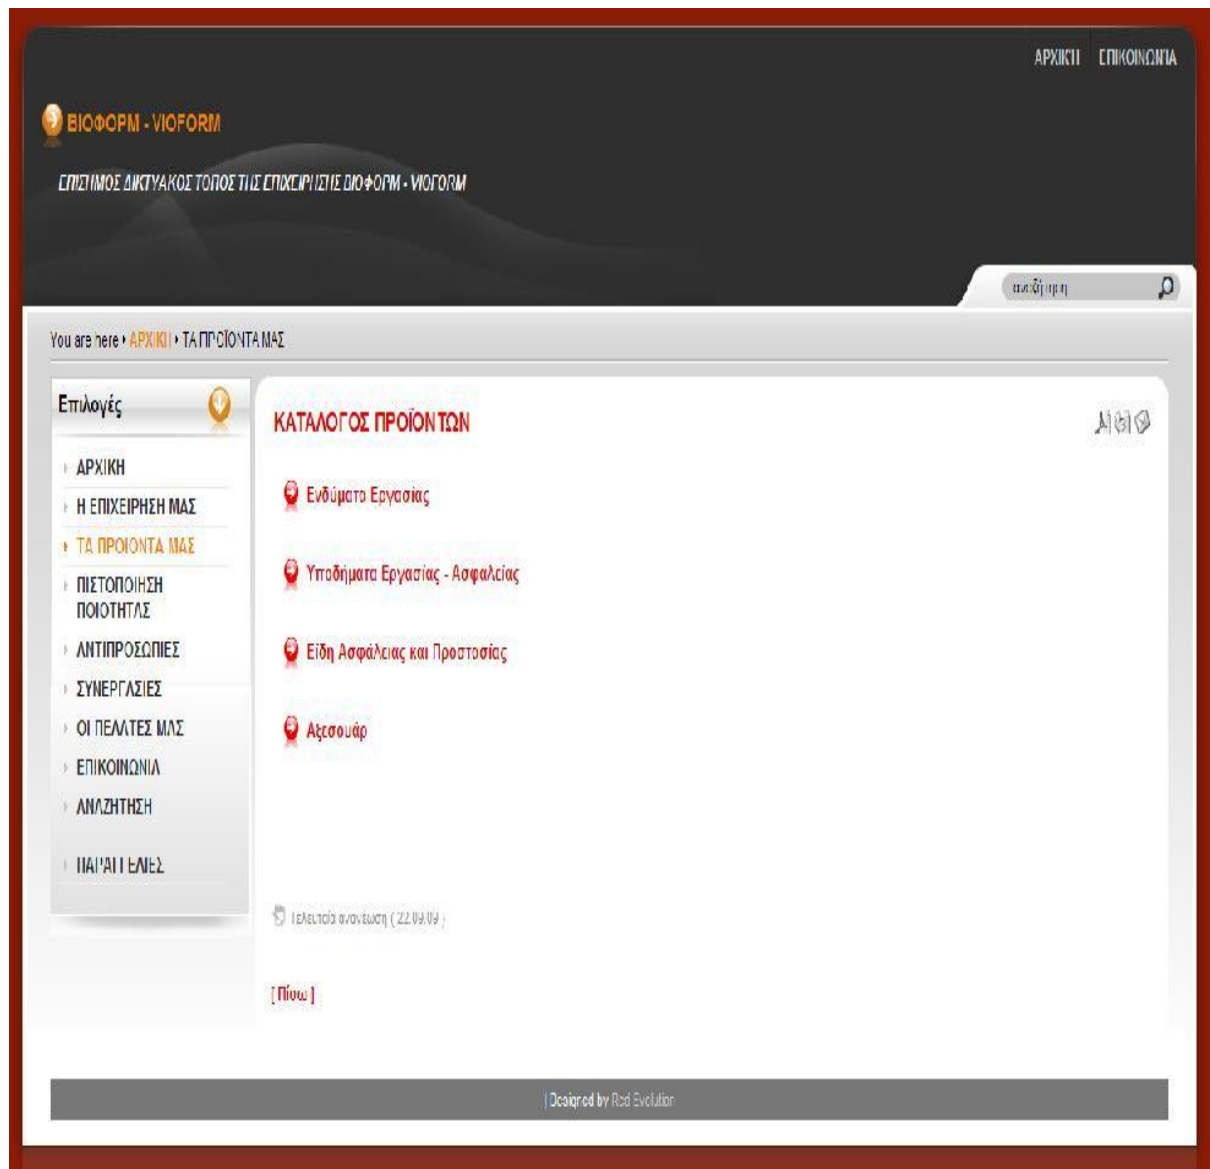 ΑΡΧΙΚΗ ΕΠΙΚΟΙΝΩΝΙΑ
ΒΙΟΦΟΡΜ - VIOFORM
ΕΠΙΣΗΜΟΣ ΔΙΚΤΥΑΚΟΣ ΤΟΠΟΣ ΤΗΣ ΕΠΙΧΕΙΡΗΣΗΣ ΒΙΟΦΟΡΜ - VIOFORM
αναζήτηση
You are here ΑΡΧΙΚΗ ΤΑ ΠΡΟΪΟΝΤΑ ΜΑΣ
Επιλογές
ΑΡΧΙΚΗ
Η ΕΠΙΧΕΙΡΗΣΗ ΜΑΣ
ΤΑ ΠΡΟΙΟΝΤΑ ΜΑΣ
ΠΙΣΤΟΠΟΙΗΣΗ
ΠΟΙΟΤΗΤΑΣ
ΑΝΤΙΠΡΟΣΩΠΙΕΣ
ΣΥΝΕΡΓΑΣΙΕΣ
ΟΙ ΠΕΛΑΤΕΣ ΜΑΣ
ΕΠΙΚΟΙΝΩΝΙΑ
ΑΝΑΖΗΤΗΣΗ
ΠΑΡΑΓΓΕΛΙΕΣ
ΚΑΤΑΛΟΓΟΣ ΠΡΟΪΟΝΤΩΝ
Ενδύματα Εργασίας
Υποδήματα Εργασίας - Ασφαλείας
Είδη Ασφάλειας και Προστασίας
Αξεσουάρ
Τελευταία ανανέωση ( 22.09.09 )
[ Πίσω ]
| Designed by Red Evolution